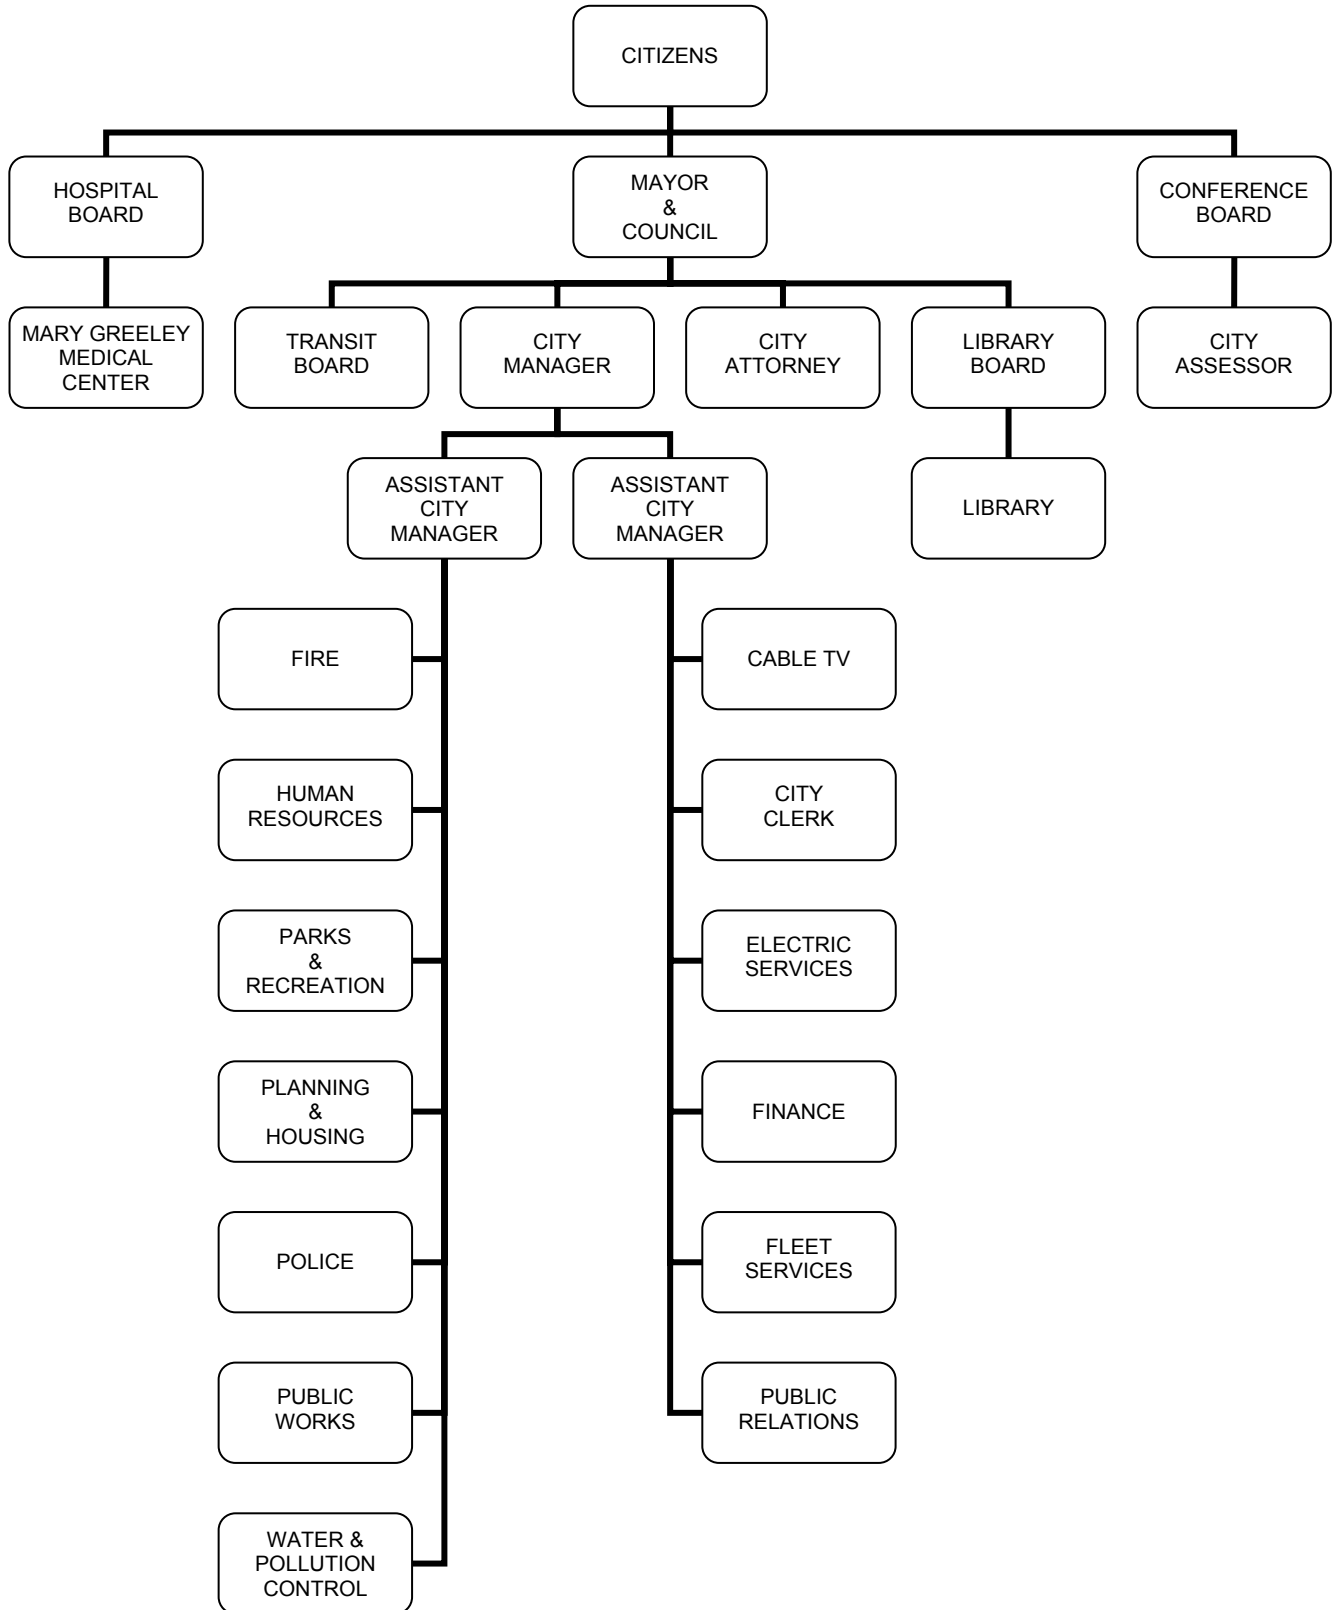 CITIZENS
HOSPITAL
BOARD
MAYOR
&
COUNCIL
CONFERENCE
BOARD
MARY GREELEY
MEDICAL
CENTER
TRANSIT
BOARD
CITY
MANAGER
CITY
ATTORNEY
LIBRARY
BOARD
CITY
ASSESSOR
ASSISTANT
CITY
MANAGER
ASSISTANT
CITY
MANAGER
LIBRARY
FIRE
CABLE TV
HUMAN
RESOURCES
CITY
CLERK
PARKS
&
RECREATION
ELECTRIC
SERVICES
PLANNING
&
HOUSING
FINANCE
POLICE
FLEET
SERVICES
PUBLIC
WORKS
PUBLIC
RELATIONS
WATER &
POLLUTION
CONTROL